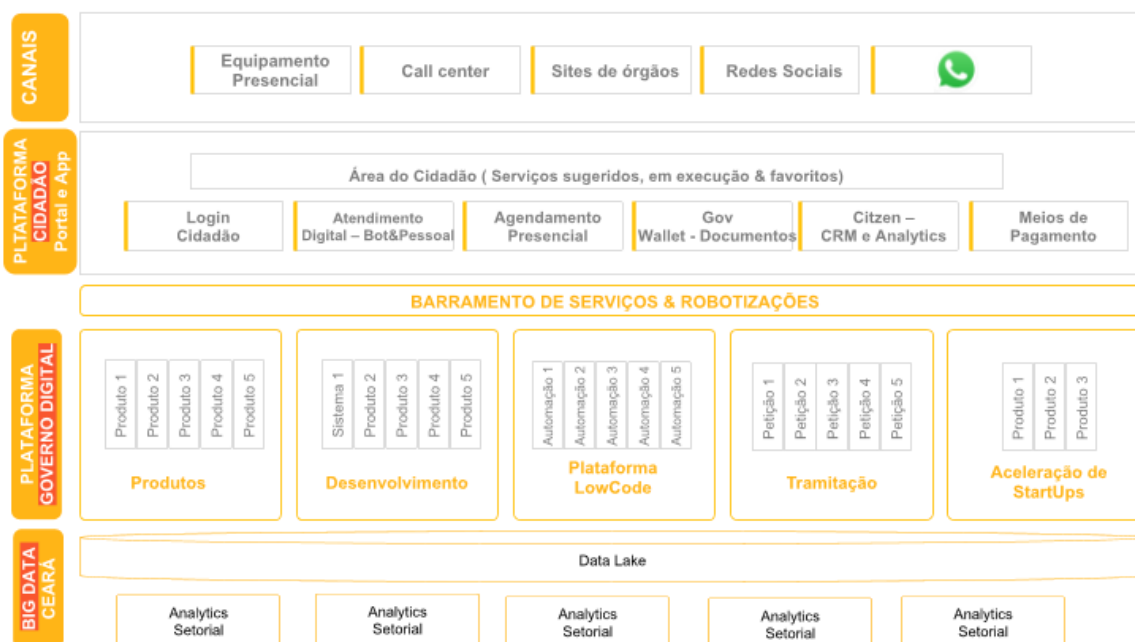 CANAIS
Equipamento
Presencial
Call center
Sites de órgãos
Redes Sociais
PLTATAFORMA
CIDADÃO
Portal e App
Área do Cidadão ( Serviços sugeridos, em execução & favoritos)
Login
Cidadão
Atendimento
Digital – Bot&Pessoal
Agendamento
Presencial
Gov
Wallet - Documentos
Citzen –
CRM e Analytics
Meios de
Pagamento
BARRAMENTO DE SERVIÇOS & ROBOTIZAÇÕES
PLATAFORMA
GOVERNO DIGITAL
Produto 1
Produto 2
Produto 3
Produto 4
Produto 5
Produtos
Sistema 1
Produto 2
Produto 3
Produto 4
Produto 5
Desenvolvimento
Automação 1
Automação 2
Automação 3
Automação 4
Automação 5
Plataforma
LowCode
Petição 1
Petição 2
Petição 3
Petição 4
Petição 5
Tramitação
Produto 1
Produto 2
Produto 3
Aceleração de
StartUps
BIG DATA
CEARÁ
Data Lake
Analytics
Setorial
Analytics
Setorial
Analytics
Setorial
Analytics
Setorial
Analytics
Setorial